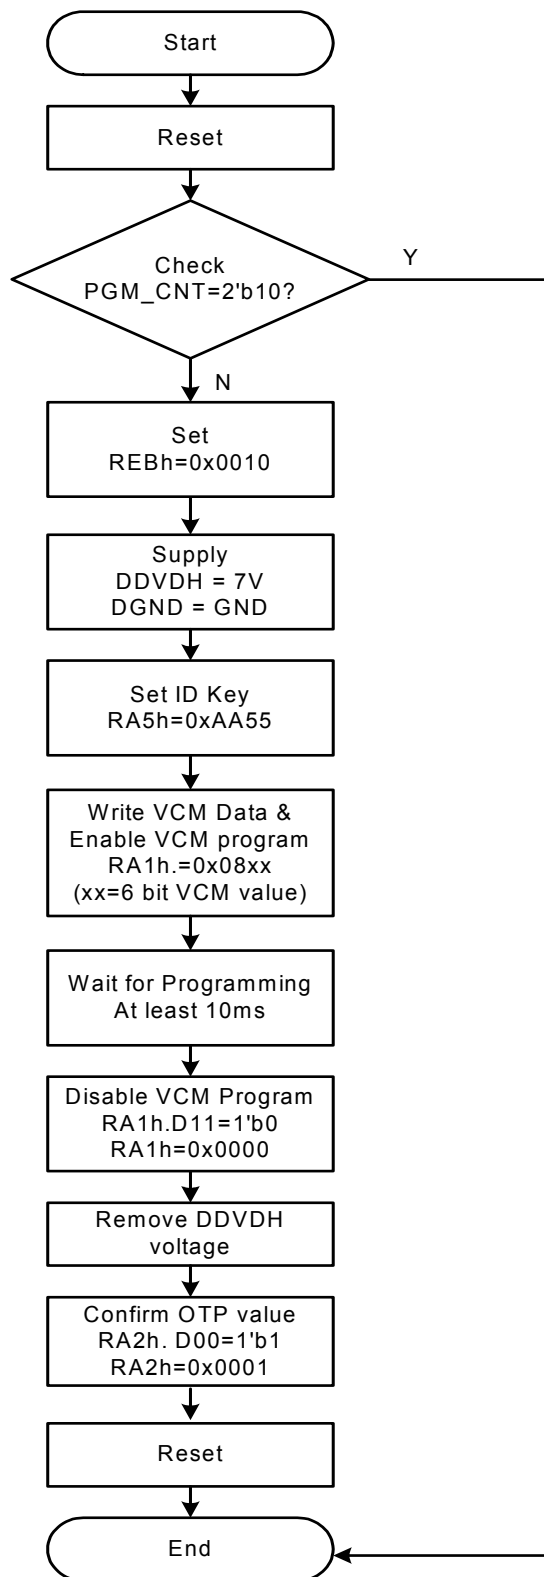 Start
Reset
Check
PGM_CNT=2'b10?
Y
N
Set
REBh=0x0010
Supply
DDVDH = 7V
DGND = GND
Set ID Key
RA5h=0xAA55
Write VCM Data &
Enable VCM program
RA1h.=0x08xx
(xx=6 bit VCM value)
Wait for Programming
At least 10ms
Disable VCM Program
RA1h.D11=1'b0
RA1h=0x0000
Remove DDVDH
voltage
Confirm OTP value
RA2h. D00=1'b1
RA2h=0x0001
Reset
End